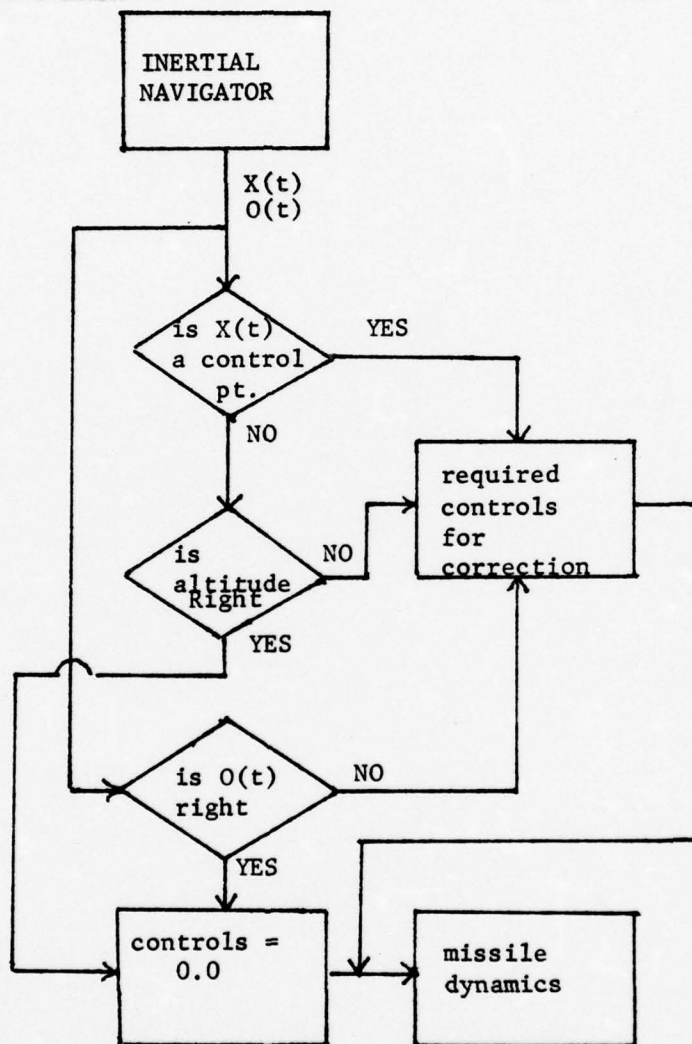 INERTIAL
NAVIGATOR
X(t)
O(t)
is X(t)
a control
pt.
YES
NO
required
controls
for
correction
is
altitude
Right
NO
YES
is O(t)
right
NO
YES
controls =
0.0
missile
dynamics